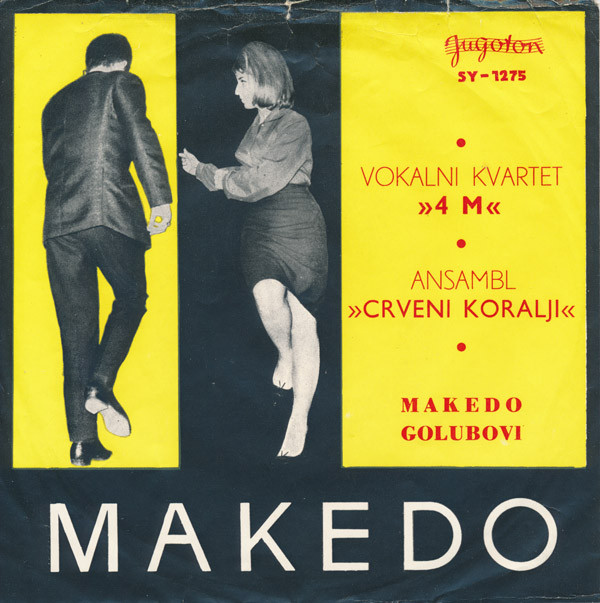 Jugoton
SY-1275
VOKALNI KVARTET
»4 M«
ANSAMBL
»CRVENI KORALJI«
MAKEDO
GOLUBOVI
MAKEDO